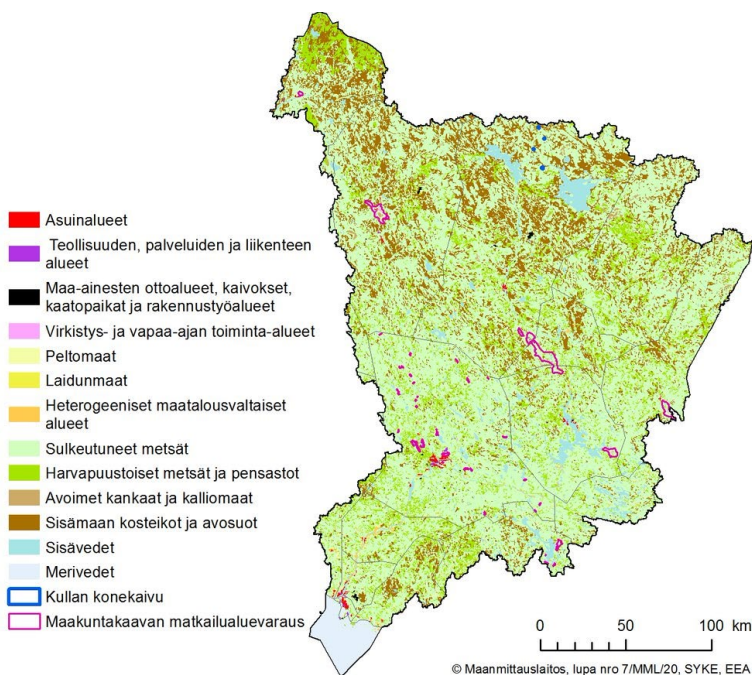 Asuinalueet
Teollisuuden, palveluiden ja liikenteen
alueet
Maa-ainesten ottoalueet, kaivokset,
kaatopaikat ja rakennustyöalueet
Virkistys- ja vapaa-ajan toiminta-alueet
Peltomaat
Laidunmaat
Heterogeeniset maatalousvaltaiset
alueet
Sulkeutuneet metsät
Harvapuustoiset metsät ja pensastot
Avoimet kankaat ja kalliomaat
Sisämaan kosteikot ja avosuot
Sisävedet
Merivedet
Kullan konekaivu
Maakuntakaavan matkailualuevaraus
0 50 100 km
© Maanmittauslaitos, lupa nro 7/MML/20, SYKE, EEA